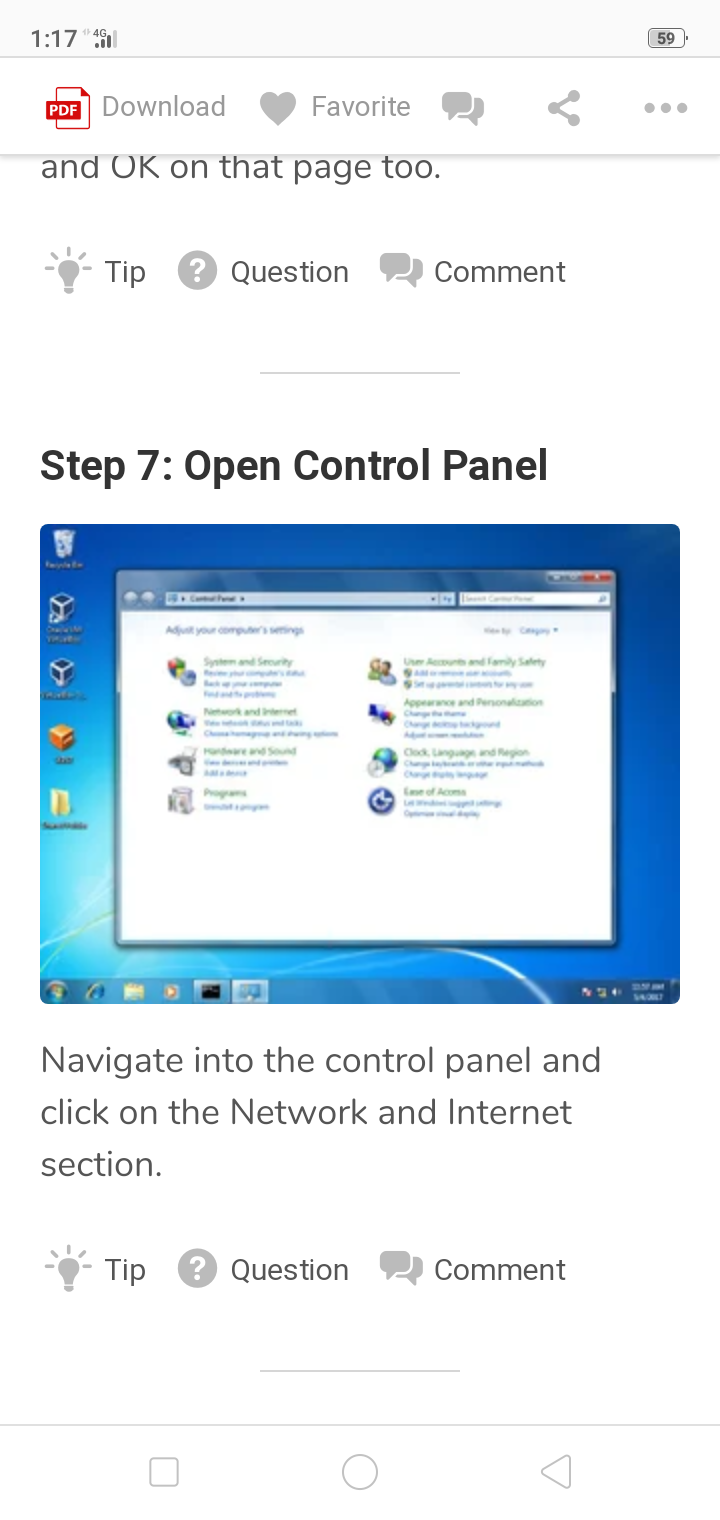 1:17 4G 59
PDF Download Favorite
and OK on that page too.
Tip Question Comment
Step 7: Open Control Panel
Recycle Bin
Control Panel Search Control Panel
Adjust your computer's settings View by: Category
System and Security
Review your computer's status
Back up your computer
Find and fix problems
User Accounts and Family Safety
Add or remove user accounts
Set up parental controls for any user
Network and Internet
View network status and tasks
Choose homegroup and sharing options
Appearance and Personalization
Change the theme
Change desktop background
Adjust screen resolution
Hardware and Sound
View devices and printers
Add a device
Clock, Language, and Region
Change keyboards or other input methods
Change display language
Programs
Uninstall a program
Ease of Access
Let Windows suggest settings
Optimize visual display
Navigate into the control panel and
click on the Network and Internet
section.
Tip Question Comment